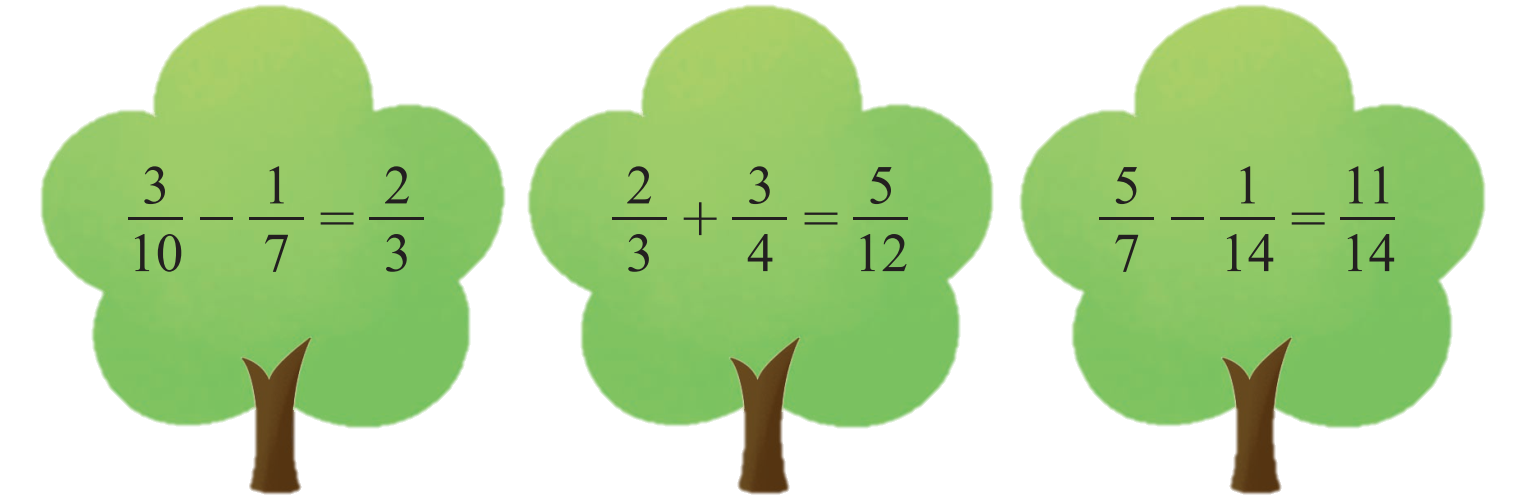 3/10 − 1/7 = 2/3
2/3 + 3/4 = 5/12
5/7 − 1/14 = 11/14